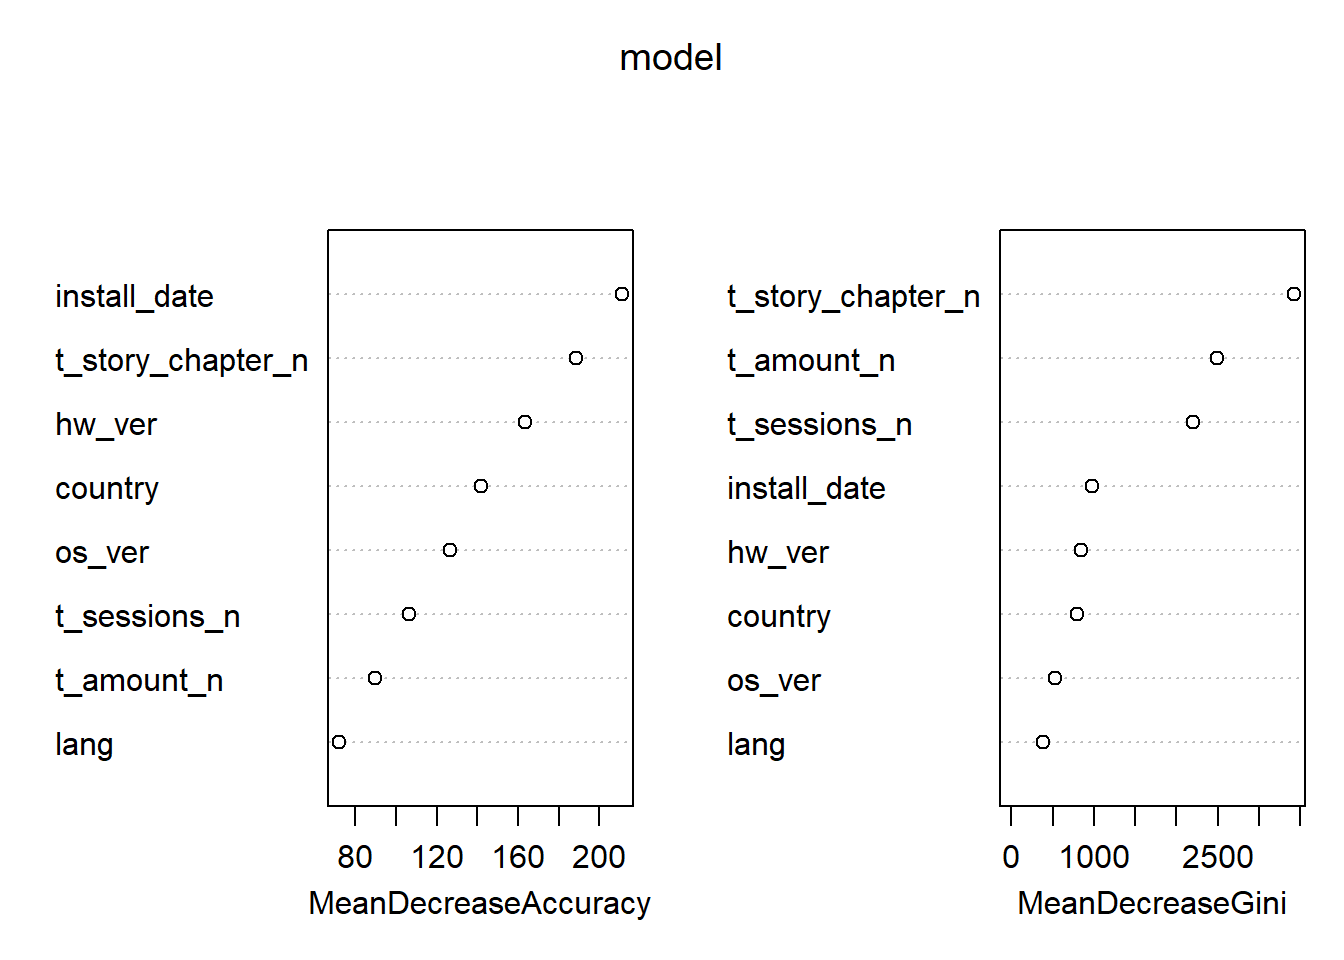 model
install_date
t_story_chapter_n
hw_ver
country
os_ver
t_sessions_n
t_amount_n
lang
80 120 160 200
MeanDecreaseAccuracy
t_story_chapter_n
t_amount_n
t_sessions_n
install_date
hw_ver
country
os_ver
lang
0 1000 2500
MeanDecreaseGini